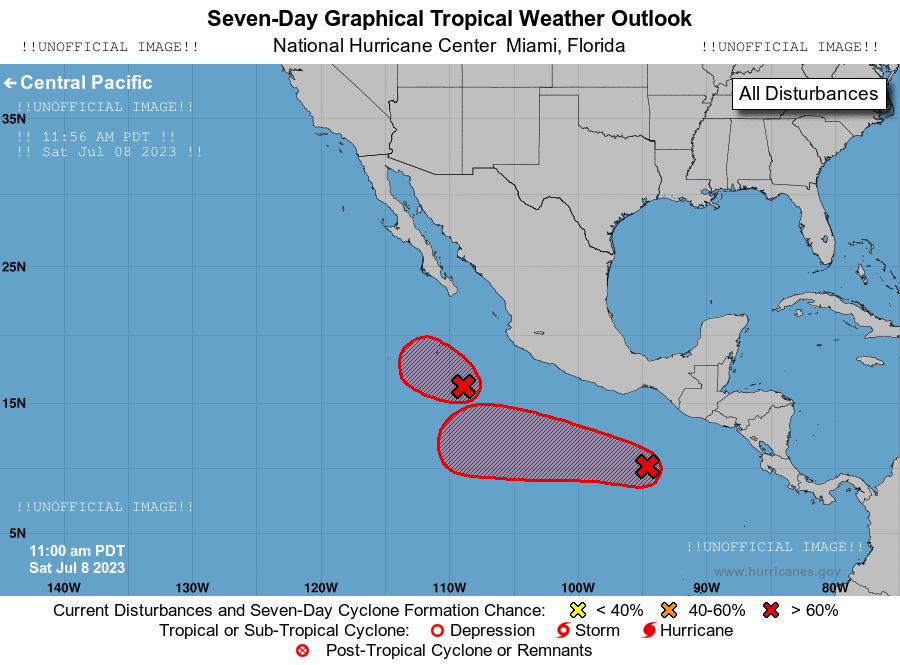 Seven-Day Graphical Tropical Weather Outlook
!!UNOFFICIAL IMAGE!! National Hurricane Center Miami, Florida !!UNOFFICIAL IMAGE!!
← Central Pacific
All Disturbances
!!UNOFFICIAL IMAGE!!
35N
!! 11:56 AM PDT !!
!! Sat Jul 08 2023 !!
25N
15N
!!UNOFFICIAL IMAGE!!
5N
11:00 am PDT
!!UNOFFICIAL IMAGE!!
Sat Jul 8 2023
www.hurricanes.gov
140W 130W 120W 110W 100W 90W 80W
Current Disturbances and Seven-Day Cyclone Formation Chance: < 40% 40-60% > 60%
Tropical or Sub-Tropical Cyclone: Depression Storm Hurricane
Post-Tropical Cyclone or Remnants